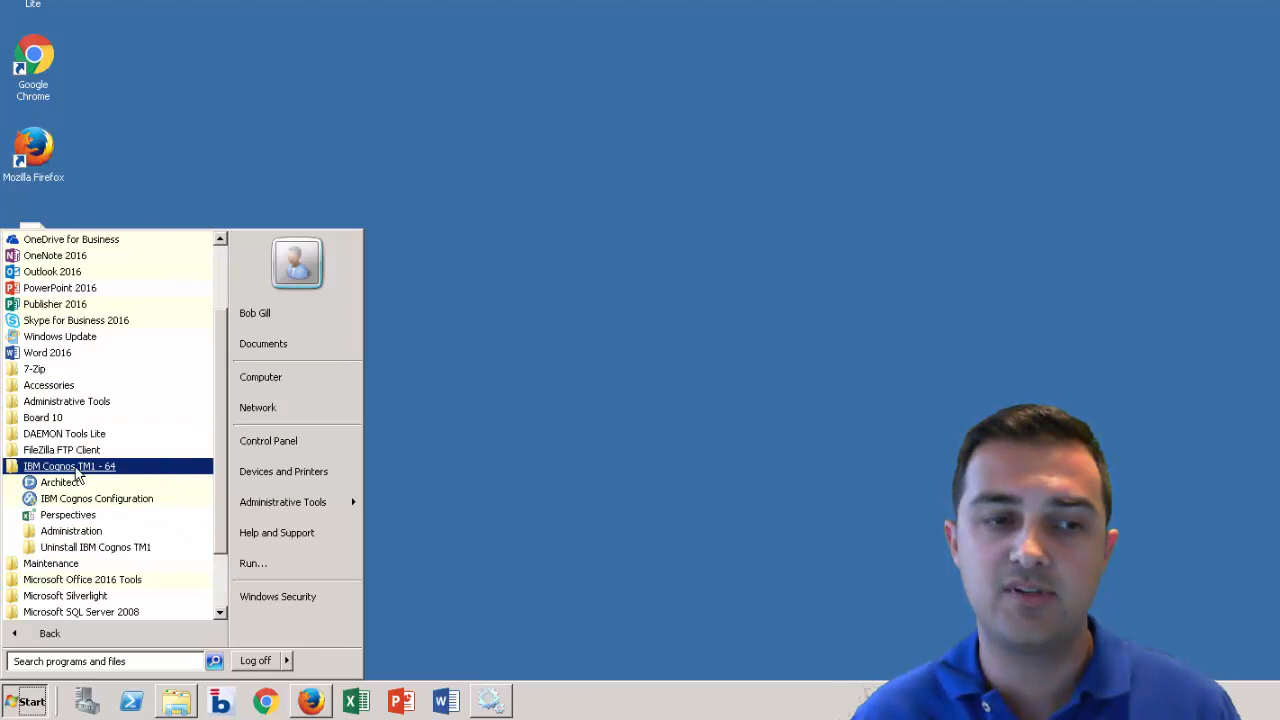 Lite
Google
Chrome
Mozilla Firefox
OneDrive for Business
OneNote 2016
Outlook 2016
PowerPoint 2016
Publisher 2016
Skype for Business 2016
Windows Update
Word 2016
7-Zip
Accessories
Administrative Tools
Board 10
DAEMON Tools Lite
FileZilla FTP Client
IBM Cognos TM1 - 64
Architect
IBM Cognos Configuration
Perspectives
Administration
Uninstall IBM Cognos TM1
Maintenance
Microsoft Office 2016 Tools
Microsoft Silverlight
Microsoft SQL Server 2008
Back
Search programs and files
Bob Gill
Documents
Computer
Network
Control Panel
Devices and Printers
Administrative Tools
Help and Support
Run...
Windows Security
Log off
Start